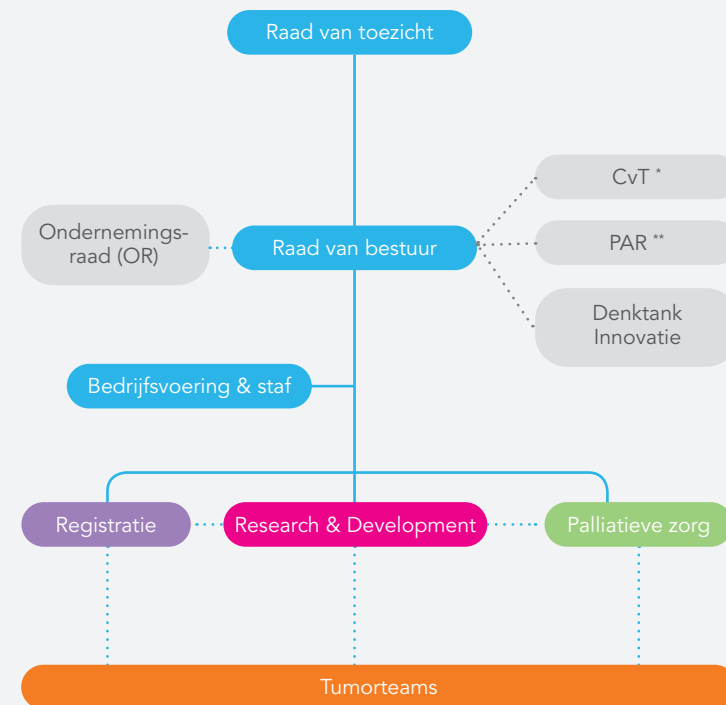 Raad van toezicht
CvT *
Ondernemings-
raad (OR)
Raad van bestuur
PAR **
Denktank
Innovatie
Bedrijfsvoering & staf
Registratie
Research & Development
Palliatieve zorg
Tumorteams